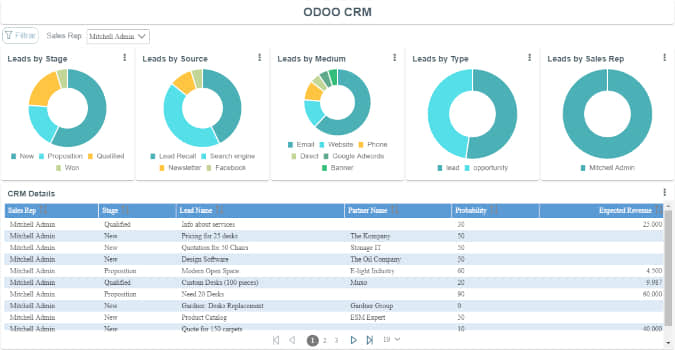 ODOO CRM
Filtrar Sales Rep Mitchell Admin
Leads by Stage
New Proposition Qualified
Won
Leads by Source
Lead Recall Search engine
Newsletter Facebook
Leads by Medium
Email Website Phone
Direct Google Adwords
Banner
Leads by Type
lead opportunity
Leads by Sales Rep
Mitchell Admin
CRM Details
Sales Rep Stage Lead Name Partner Name Probability Expected Revenue
Mitchell Admin Qualified Info about services 30 25.000
Mitchell Admin New Pricing for 25 desks The Kompany 50
Mitchell Admin New Quotation for 50 Chairs Stonage IT 50
Mitchell Admin New Design Software The Oil Company 50
Mitchell Admin Proposition Modern Open Space E-light Industry 60 4.500
Mitchell Admin Qualified Custom Desks (100 pieces) 20 9.987
Mitchell Admin Proposition Need 20 Desks 90 60.000
Mitchell Admin New Gardner: Desks Replacement Gardner Group 0
Mitchell Admin New Product Catalog ESM Expert 50
Mitchell Admin New Quote for 150 carpets 10 40.000
1 2 3 10